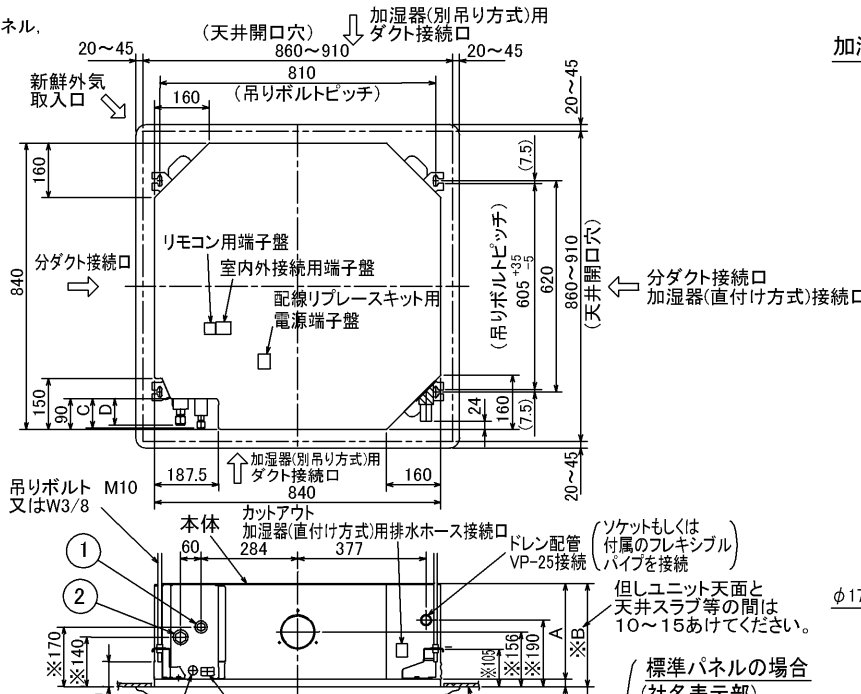 ネル,
(天井開口穴)
加湿器(別吊り方式)用
ダクト接続口
20~45
860~910
20~45
810
(吊りボルトピッチ)
新鮮外気
取入口
160
20~45
加湿
(7.5)
160
リモコン用端子盤
室内外接続用端子盤
配線リプレースキット用
電源端子盤
分ダクト接続口
840
(吊りボルトピッチ)
605 +35 -5
620
860~910
(天井開口穴)
分ダクト接続口
加湿器(直付け方式)接続口
150
90
C
D
24
160
(7.5)
20~45
加湿器(別吊り方式)用
ダクト接続口
187.5
160
840
吊りボルト M10
又はW3/8
カットアウト
加湿器(直付け方式)用排水ホース接続口
本体
60
284
377
ドレン配管
VP-25接続
(ソケットもしくは
付属のフレキシブル
パイプを接続)
1
2
但しユニット天面と
天井スラブ等の間は
10~15あけてください。
φ17
※170
※140
※105
※156
※190
A
※B
標準パネルの場合
(社名表示部)